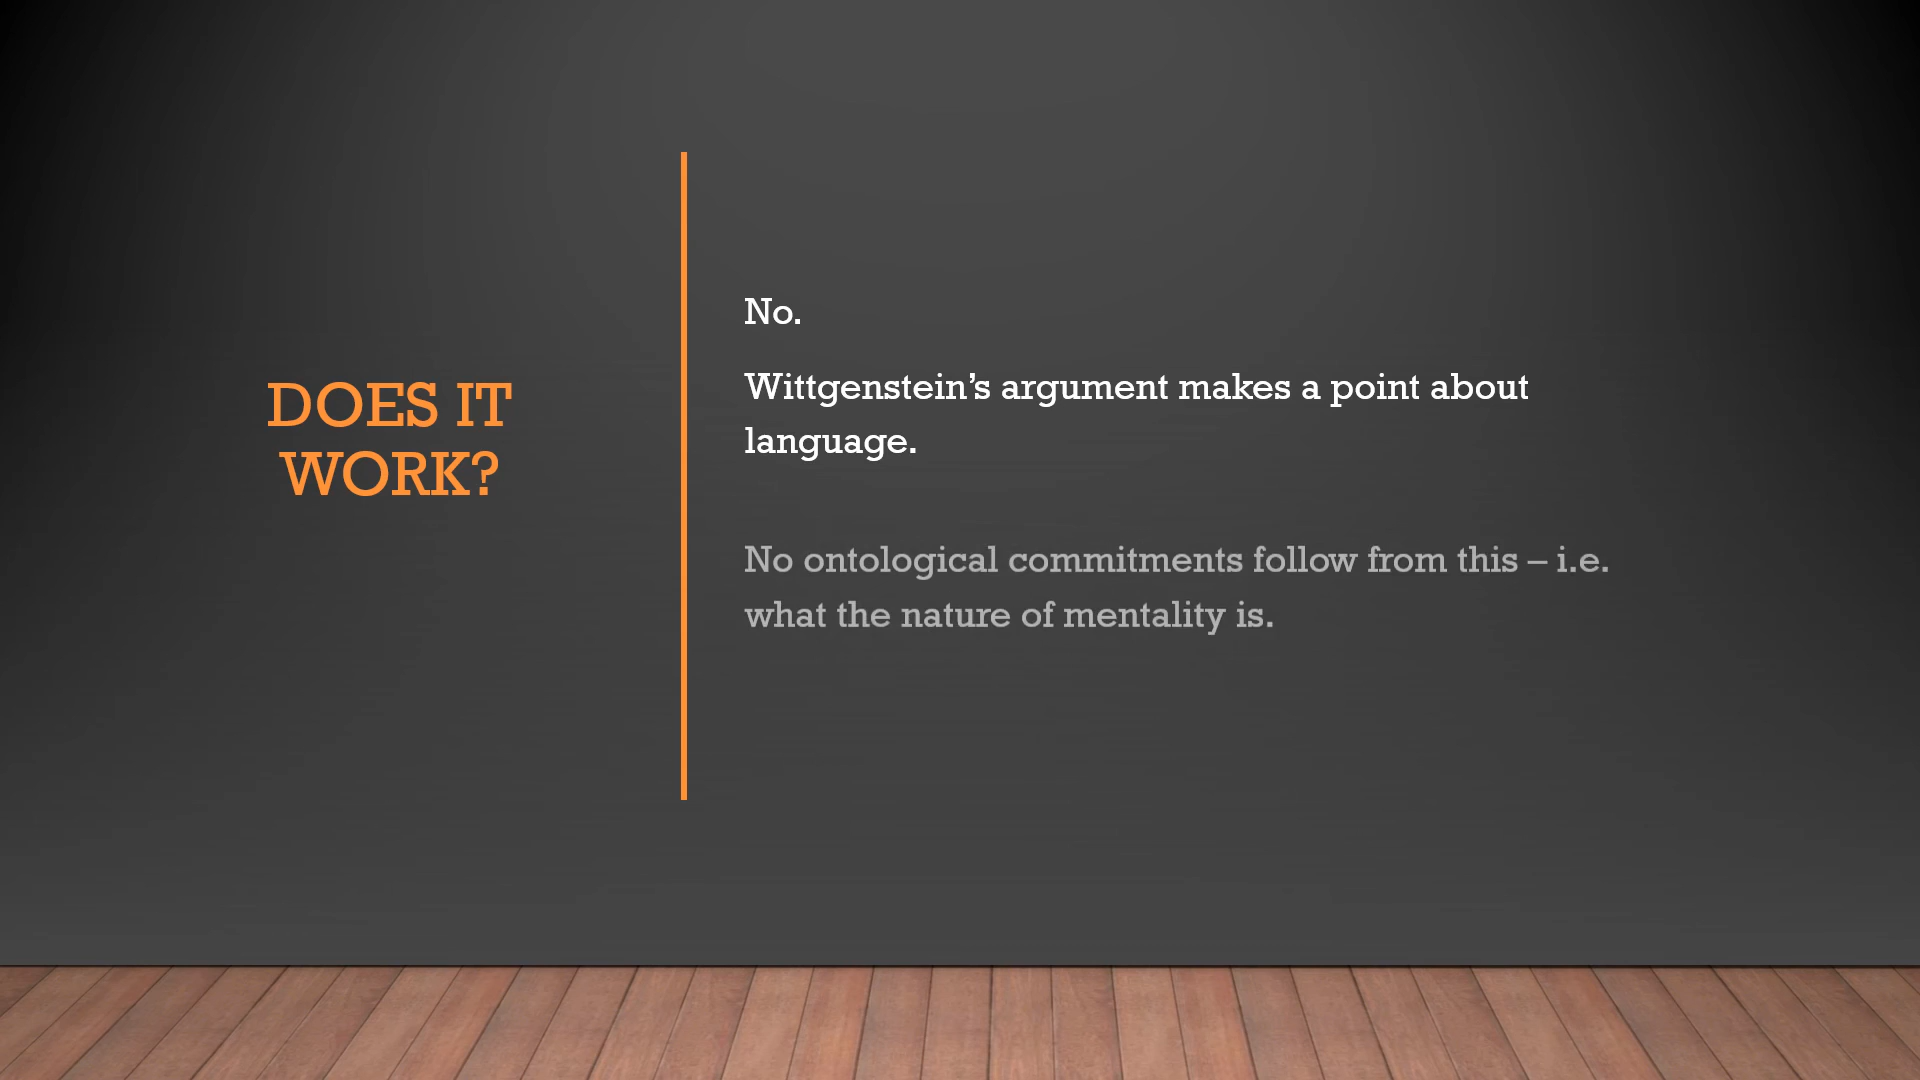 DOES IT
WORK?
No.
Wittgenstein’s argument makes a point about
language.
No ontological commitments follow from this – i.e.
what the nature of mentality is.